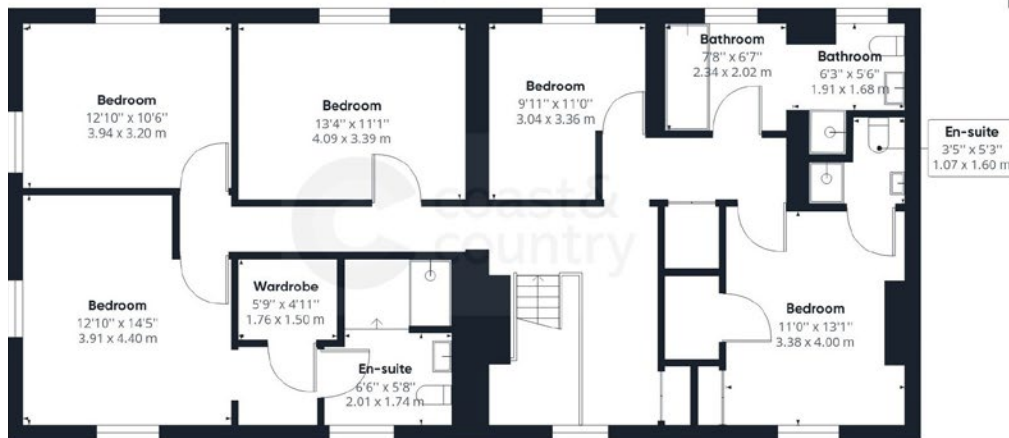 Bedroom
12'10" x 10'6"
3.94 x 3.20 m
Bedroom
13'4" x 11'1"
4.09 x 3.39 m
Bedroom
9'11" x 11'0"
3.04 x 3.36 m
Bathroom
7'8" x 6'7"
2.34 x 2.02 m
Bathroom
6'3" x 5'6"
1.91 x 1.68 m
En-suite
3'5" x 5'3"
1.07 x 1.60 m
coast&
country
Bedroom
12'10" x 14'5"
3.91 x 4.40 m
Wardrobe
5'9" x 4'11"
1.76 x 1.50 m
En-suite
6'6" x 5'8"
2.01 x 1.74 m
Bedroom
11'0" x 13'1"
3.38 x 4.00 m